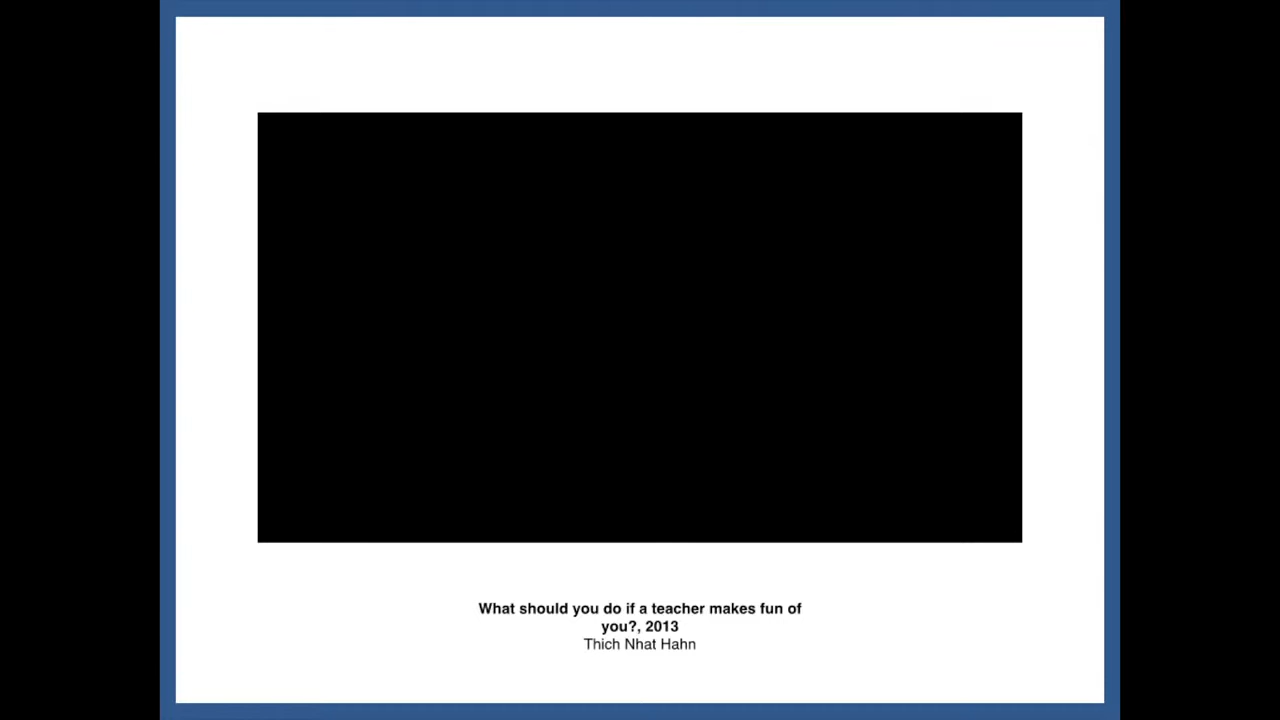 What should you do if a teacher makes fun of
you?, 2013
Thich Nhat Hahn